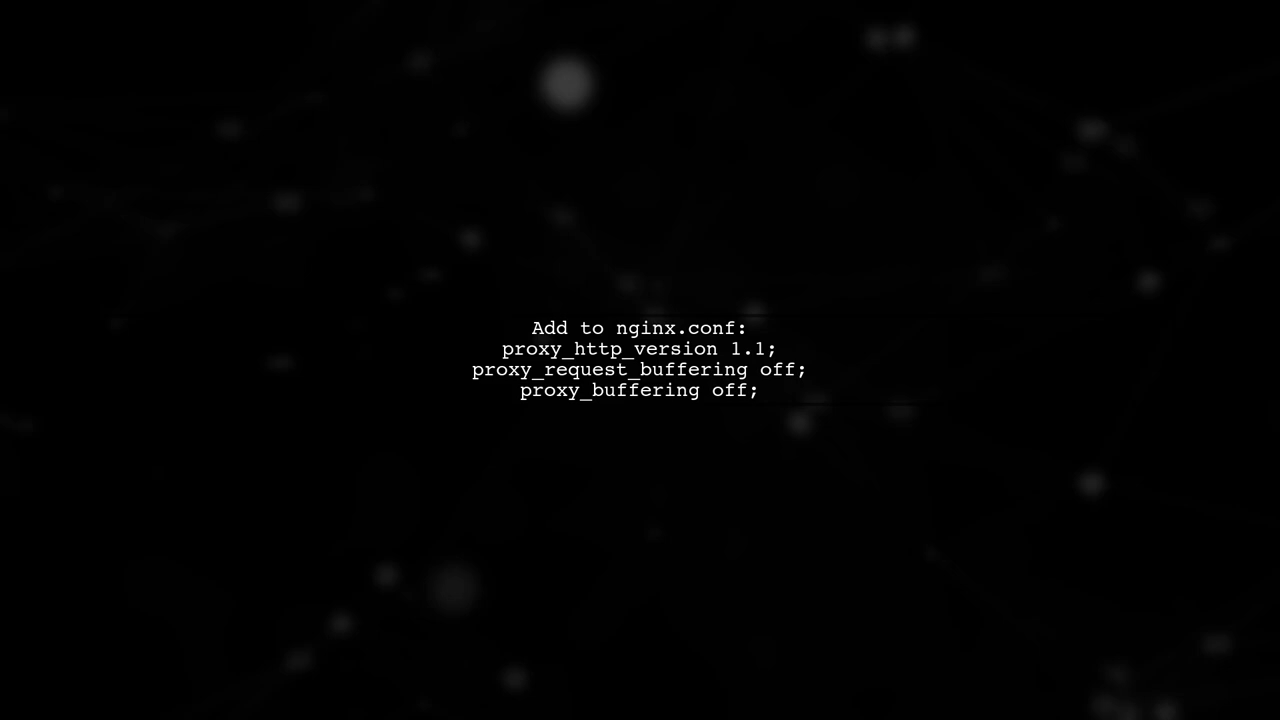 Add to nginx.conf:
proxy_http_version 1.1;
proxy_request_buffering off;
proxy_buffering off;